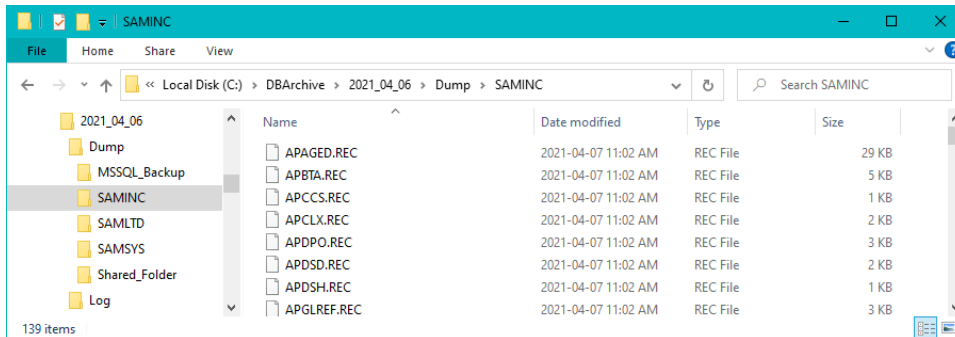 SAMINC
File Home Share View
« Local Disk (C:) > DBArchive > 2021_04_06 > Dump > SAMINC Search SAMINC
2021_04_06 Name Date modified Type Size
Dump APAGED.REC 2021-04-07 11:02 AM REC File 29 KB
MSSQL_Backup APBTA.REC 2021-04-07 11:02 AM REC File 5 KB
SAMINC APCCS.REC 2021-04-07 11:02 AM REC File 1 KB
SAMLTD APCLX.REC 2021-04-07 11:02 AM REC File 2 KB
SAMSYS APDPO.REC 2021-04-07 11:02 AM REC File 3 KB
Shared_Folder APDSD.REC 2021-04-07 11:02 AM REC File 2 KB
Log APDSH.REC 2021-04-07 11:02 AM REC File 1 KB
APGLREF.REC 2021-04-07 11:02 AM REC File 3 KB
139 items